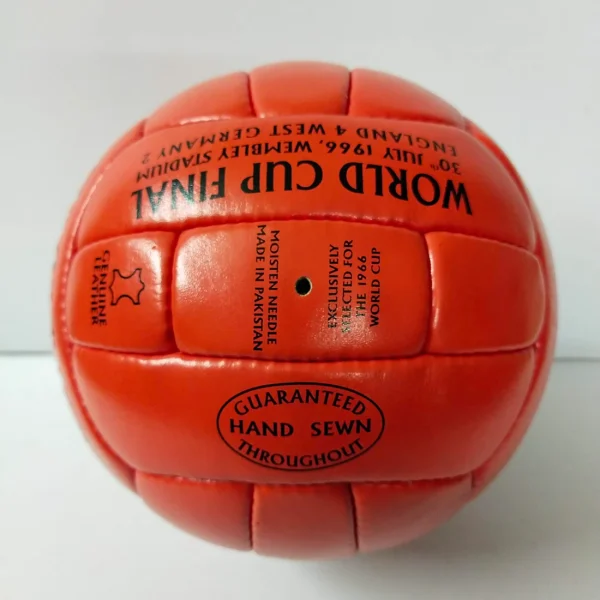 WORLD CUP FINAL
30TH JULY 1966, WEMBLEY STADIUM
ENGLAND 4 WEST GERMANY 2
GENUINE
LEATHER
MOISTEN NEEDLE
MADE IN PAKISTAN
EXCLUSIVELY
SELECTED FOR
THE 1966
WORLD CUP
GUARANTEED
HAND SEWN
THROUGHOUT